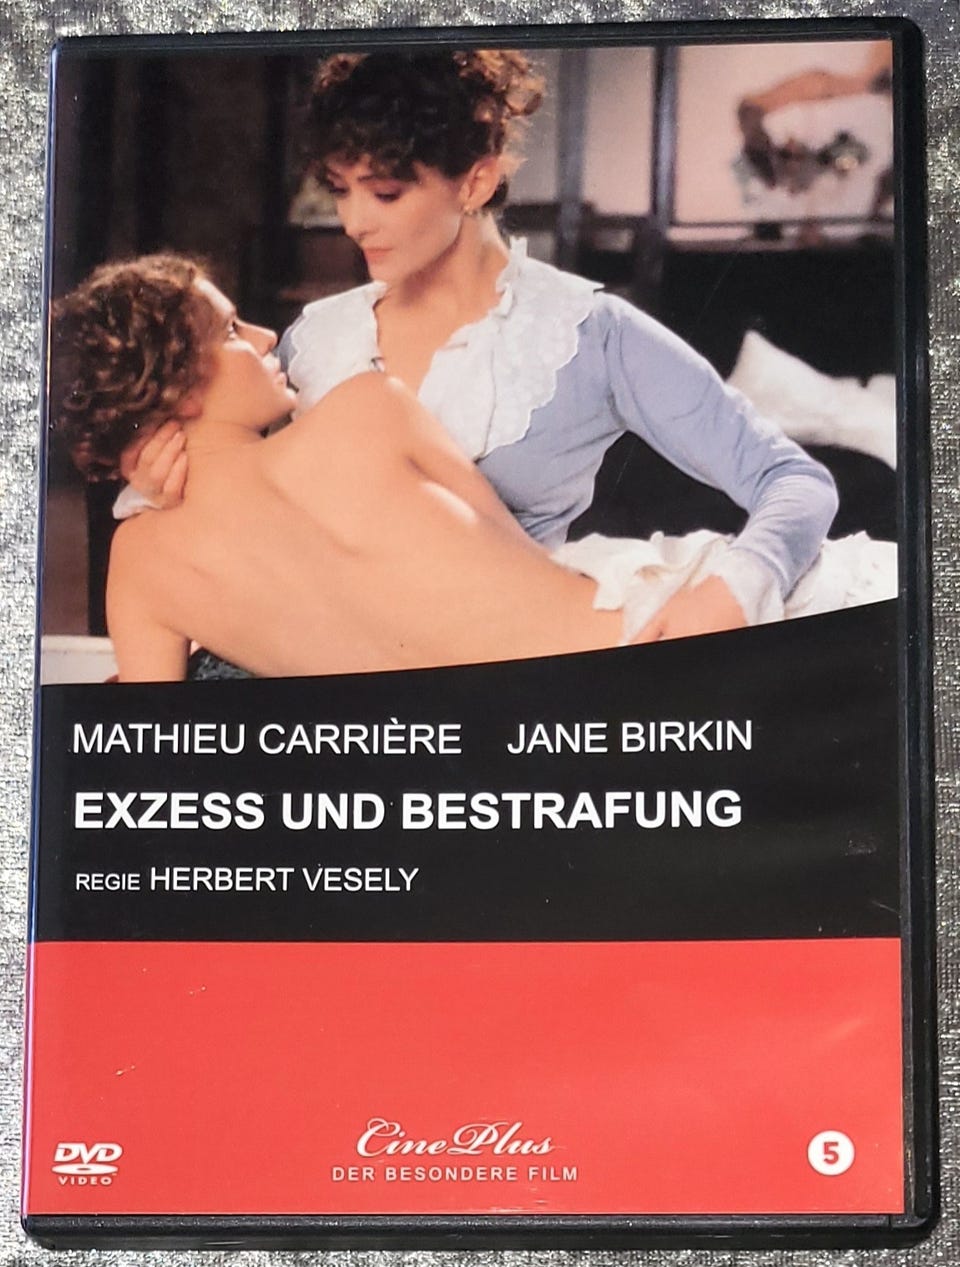 MATHIEU CARRIÈRE JANE BIRKIN
EXZESS UND BESTRAFUNG
REGIE HERBERT VESELY
CinePlus
DER BESONDERE FILM
DVD
VIDEO
5